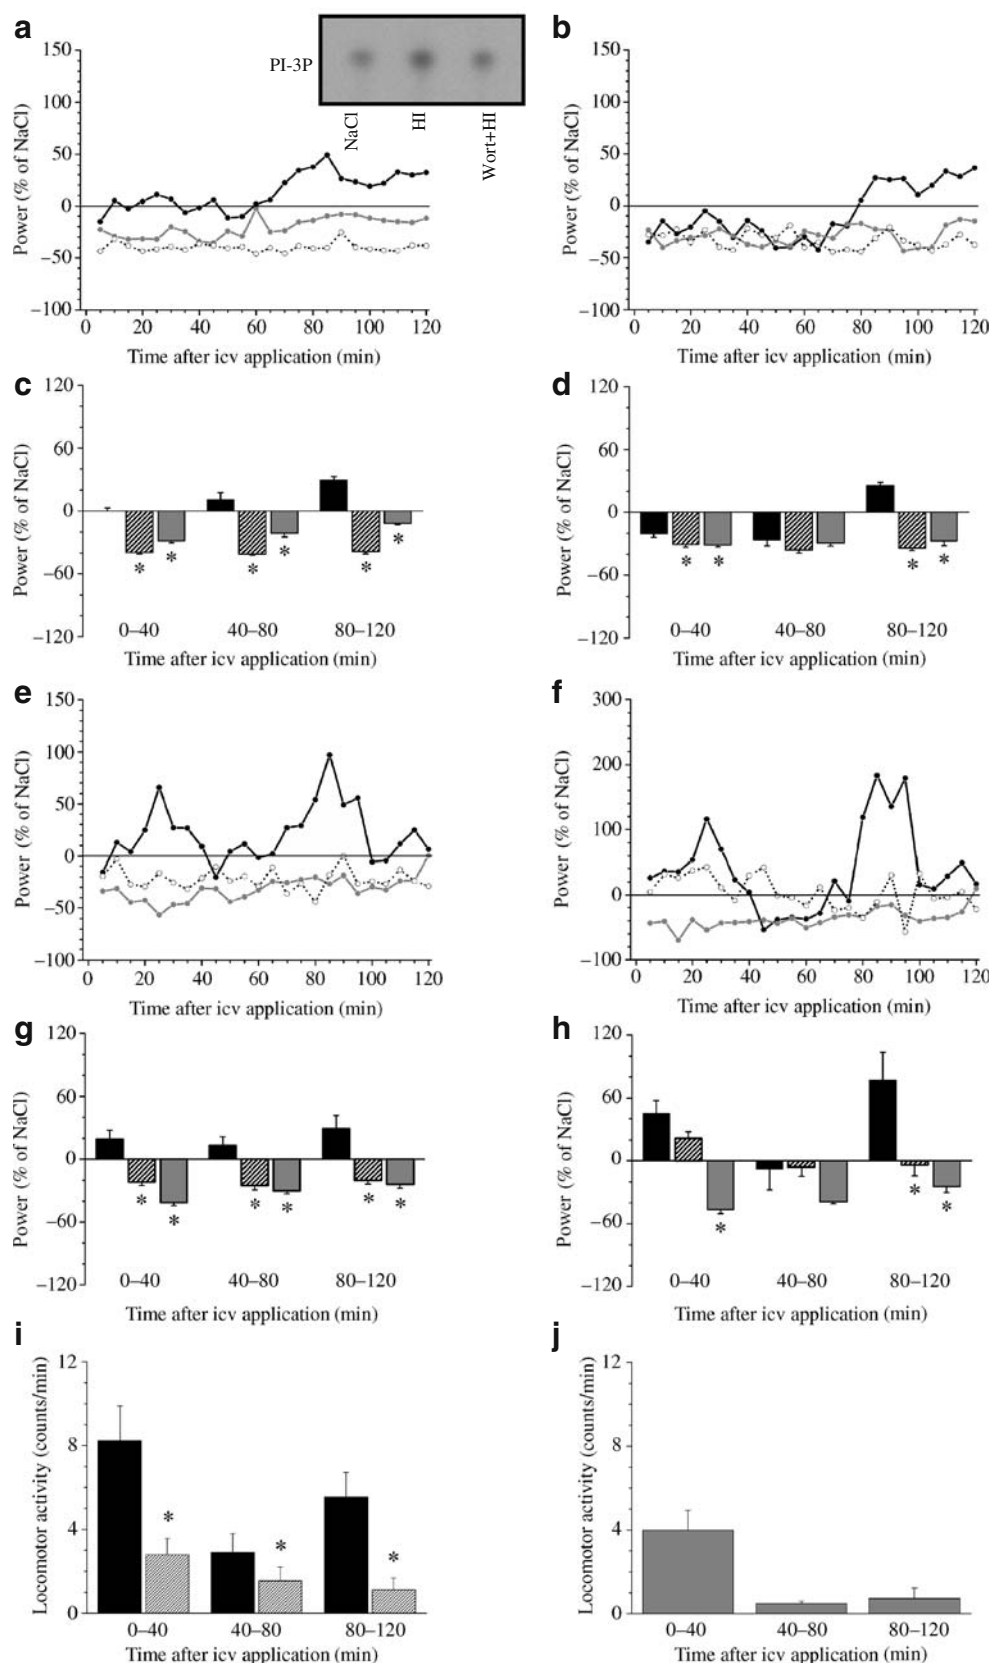 a
150
100
50
0
−50
−100
Power (% of NaCl)
PI-3P
NaCl
HI
Wort+HI
0 20 40 60 80 100 120
Time after icv application (min)
b
150
100
50
0
−50
−100
Power (% of NaCl)
0 20 40 60 80 100 120
Time after icv application (min)
c
120
60
0
−60
−120
Power (% of NaCl)
* * * * * *
0–40 40–80 80–120
Time after icv application (min)
d
120
60
0
−60
−120
Power (% of NaCl)
* * * *
0–40 40–80 80–120
Time after icv application (min)
e
150
100
50
0
−50
−100
Power (% of NaCl)
0 20 40 60 80 100 120
Time after icv application (min)
f
300
200
100
0
−100
Power (% of NaCl)
0 20 40 60 80 100 120
Time after icv application (min)
g
120
60
0
−60
−120
Power (% of NaCl)
* * * * * *
0–40 40–80 80–120
Time after icv application (min)
h
120
60
0
−60
−120
Power (% of NaCl)
* * *
0–40 40–80 80–120
Time after icv application (min)
i
12
8
4
0
Locomotor activity (counts/min)
* * *
0–40 40–80 80–120
Time after icv application (min)
j
12
8
4
0
Locomotor activity (counts/min)
0–40 40–80 80–120
Time after icv application (min)